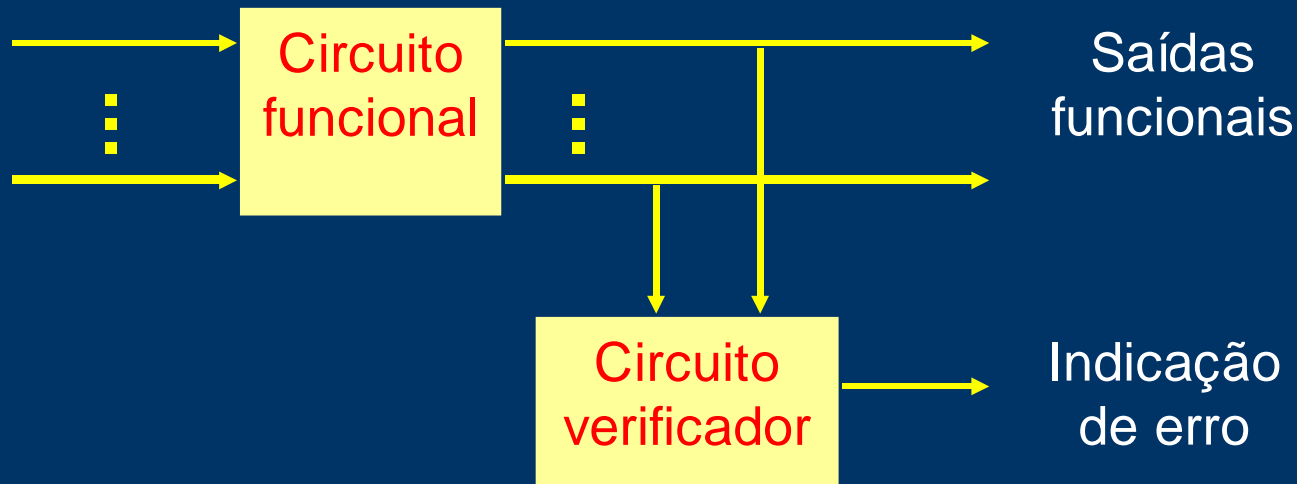 Circuito
funcional
Saídas
funcionais
Circuito
verificador
Indicação
de erro